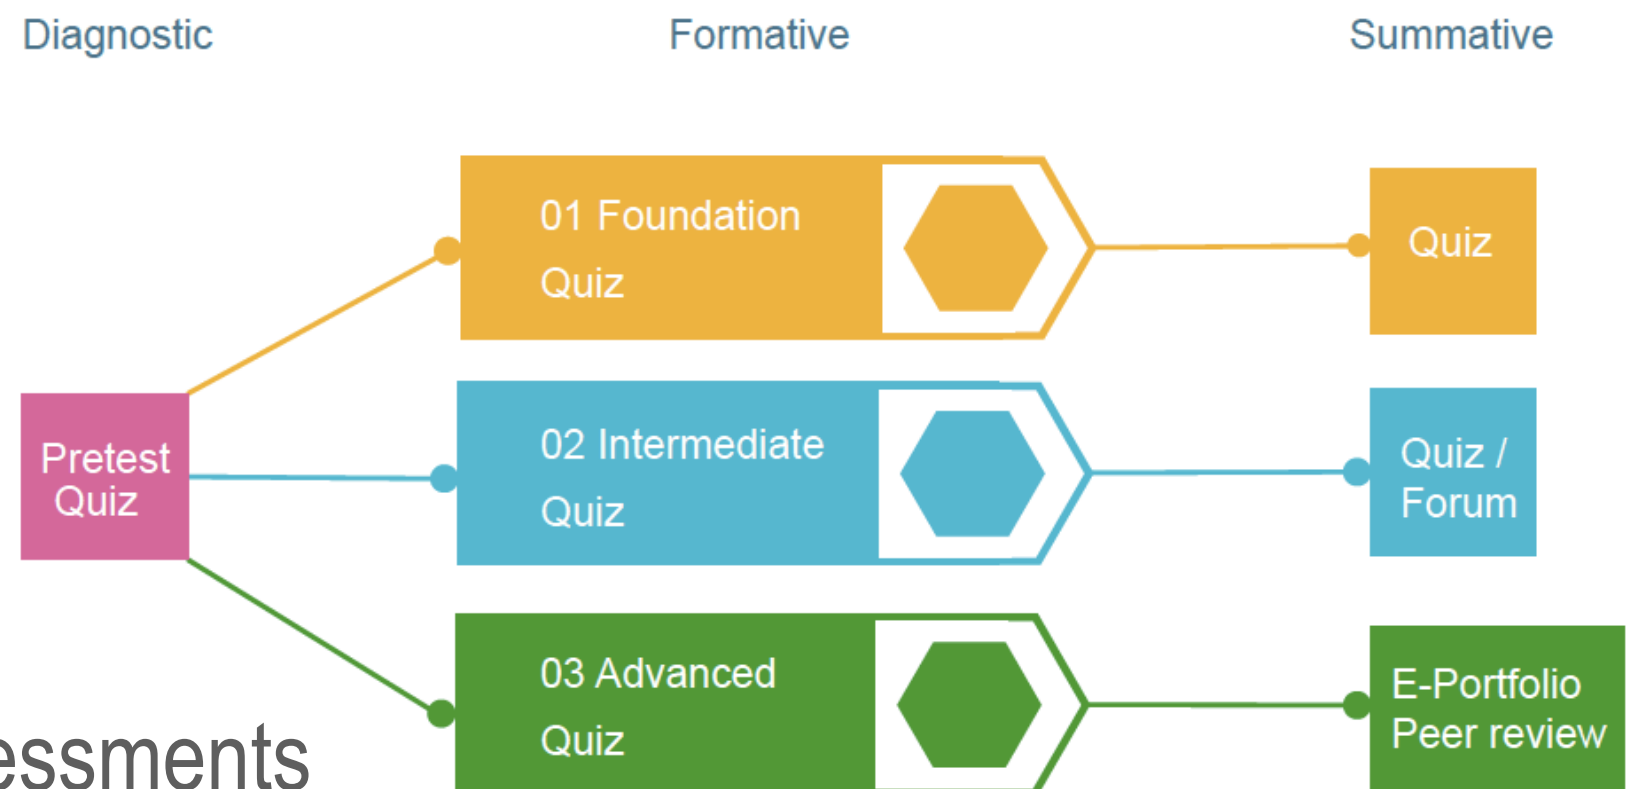 Diagnostic
Formative
Summative
01 Foundation
Quiz
Quiz
Pretest
Quiz
02 Intermediate
Quiz
Quiz /
Forum
03 Advanced
Quiz
E-Portfolio
Peer review
essments